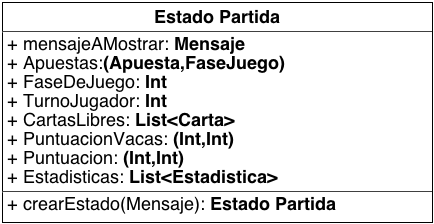 Estado Partida
+ mensajeAMostrar: Mensaje
+ Apuestas:(Apuesta,FaseJuego)
+ FaseDeJuego: Int
+ TurnoJugador: Int
+ CartasLibres: List<Carta>
+ PuntuacionVacas: (Int,Int)
+ Puntuacion: (Int,Int)
+ Estadisticas: List<Estadistica>
+ crearEstado(Mensaje): Estado Partida